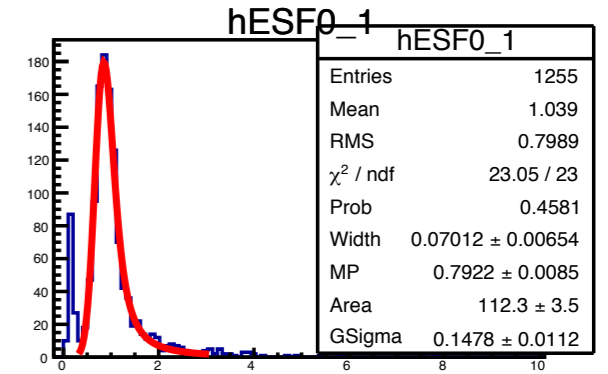 hESF0_1
hESF0_1
Entries 1255
Mean 1.039
RMS 0.7989
χ² / ndf 23.05 / 23
Prob 0.4581
Width 0.07012 ± 0.00654
MP 0.7922 ± 0.0085
Area 112.3 ± 3.5
GSigma 0.1478 ± 0.0112
180
160
140
120
100
80
60
40
20
0
0 2 4 6 8 10